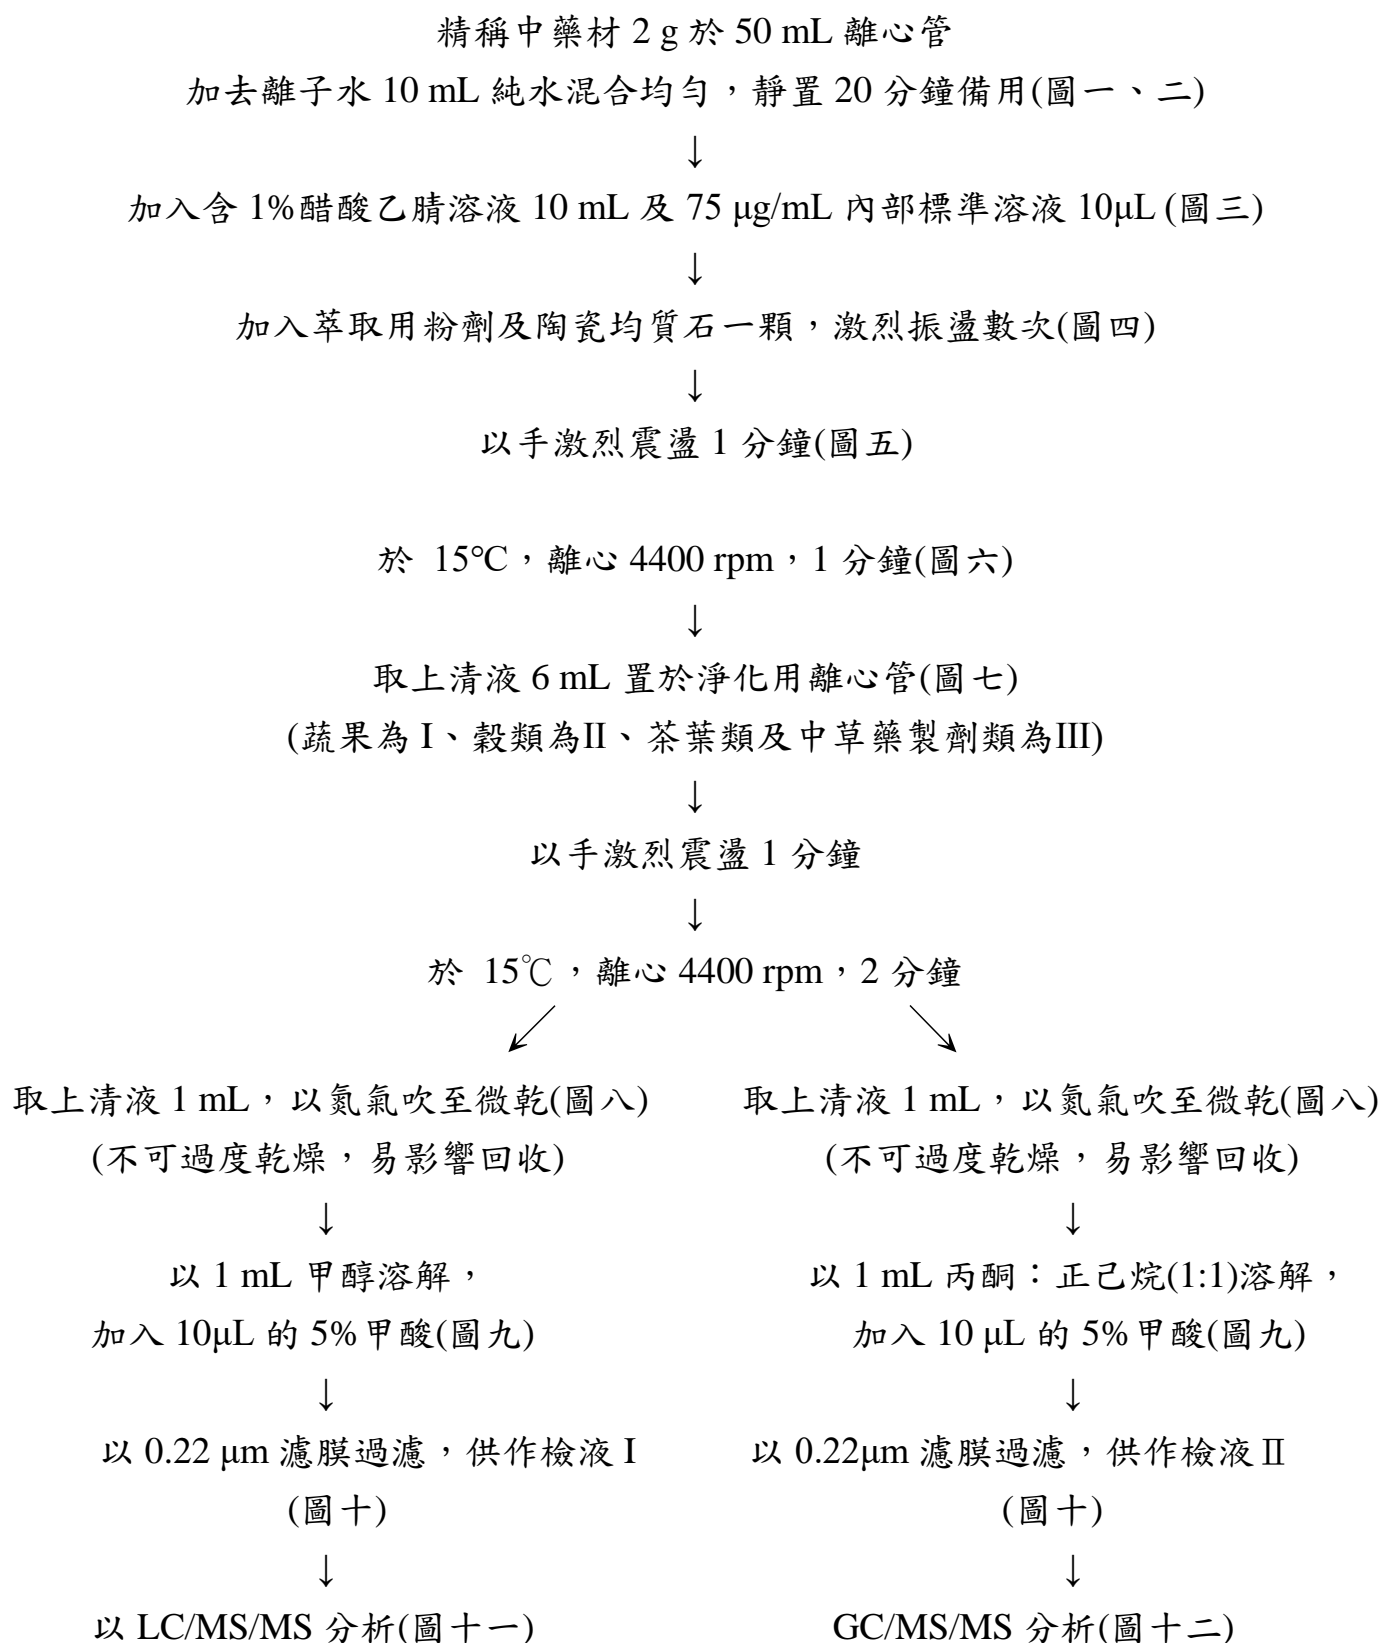 精稱中藥材 2 g 於 50 mL 離心管
加去離子水 10 mL 純水混合均勻，靜置 20 分鐘備用(圖一、二)
↓
加入含 1%醋酸乙腈溶液 10 mL 及 75 μg/mL 內部標準溶液 10μL (圖三)
↓
加入萃取用粉劑及陶瓷均質石一顆，激烈振盪數次(圖四)
↓
以手激烈震盪 1 分鐘(圖五)
於 15℃，離心 4400 rpm，1 分鐘(圖六)
↓
取上清液 6 mL 置於淨化用離心管(圖七)
(蔬果為 I、穀類為II、茶葉類及中草藥製劑類為III)
↓
以手激烈震盪 1 分鐘
↓
於 15℃，離心 4400 rpm，2 分鐘
取上清液 1 mL，以氮氣吹至微乾(圖八)
(不可過度乾燥，易影響回收)
↓
以 1 mL 甲醇溶解，
加入 10μL 的 5%甲酸(圖九)
↓
以 0.22 μm 濾膜過濾，供作檢液 I
(圖十)
↓
以 LC/MS/MS 分析(圖十一)
取上清液 1 mL，以氮氣吹至微乾(圖八)
(不可過度乾燥，易影響回收)
↓
以 1 mL 丙酮：正己烷(1:1)溶解，
加入 10 μL 的 5%甲酸(圖九)
↓
以 0.22μm 濾膜過濾，供作檢液Ⅱ
(圖十)
↓
GC/MS/MS 分析(圖十二)